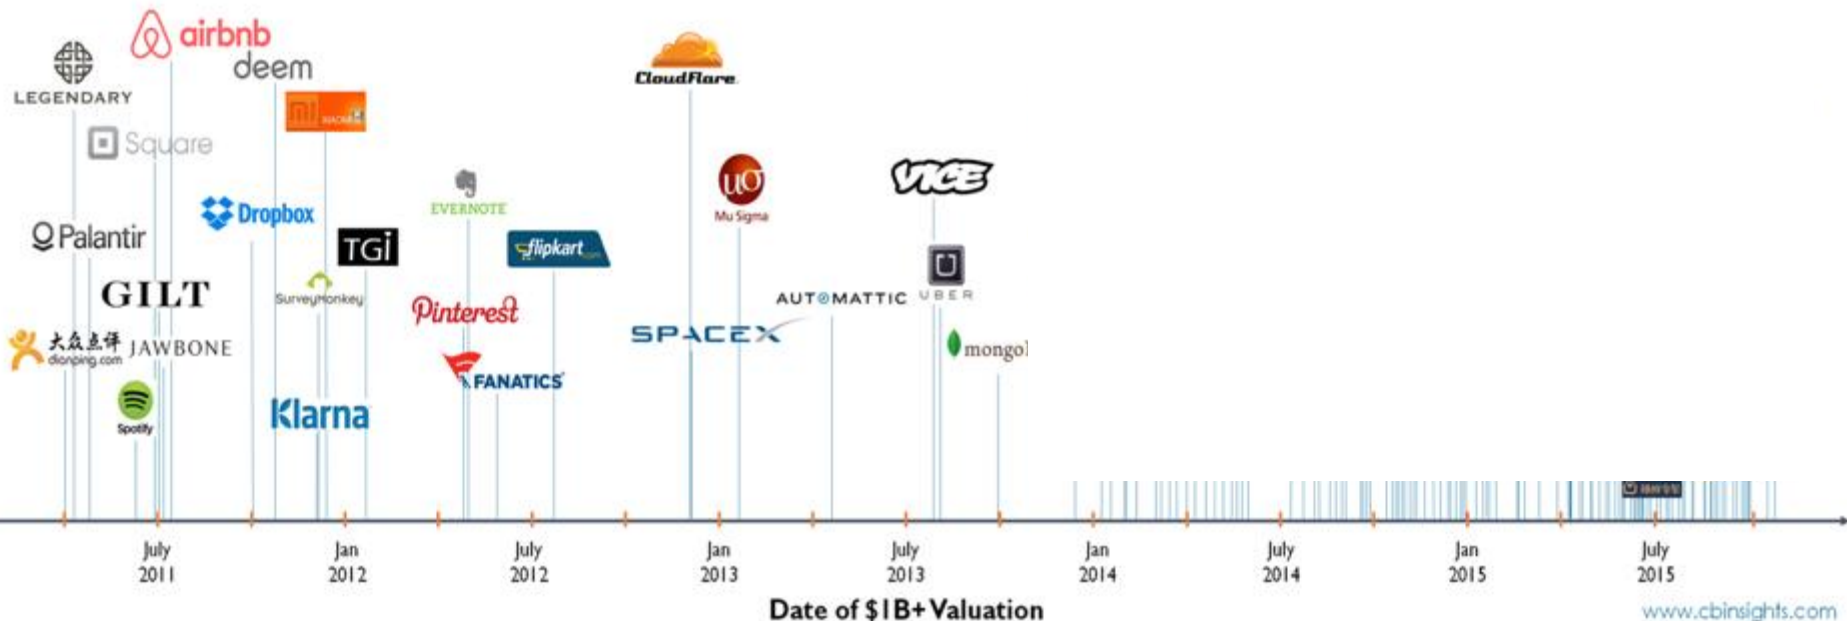 airbnb
deem
LEGENDARY
CloudFlare
Square
VICE
Mu Sigma
EVERNOTE
Dropbox
Palantir
TGi
flipkart
GILT
SurveyMonkey
Pinterest
AUTOMATTIC
UBER
SPACEX
大众点评
dianping.com
JAWBONE
mongo
FANATICS
Klarna
Spotify
July
2011
Jan
2012
July
2012
Jan
2013
July
2013
Jan
2014
July
2014
Jan
2015
July
2015
Date of $1B+ Valuation
www.cbinsights.com